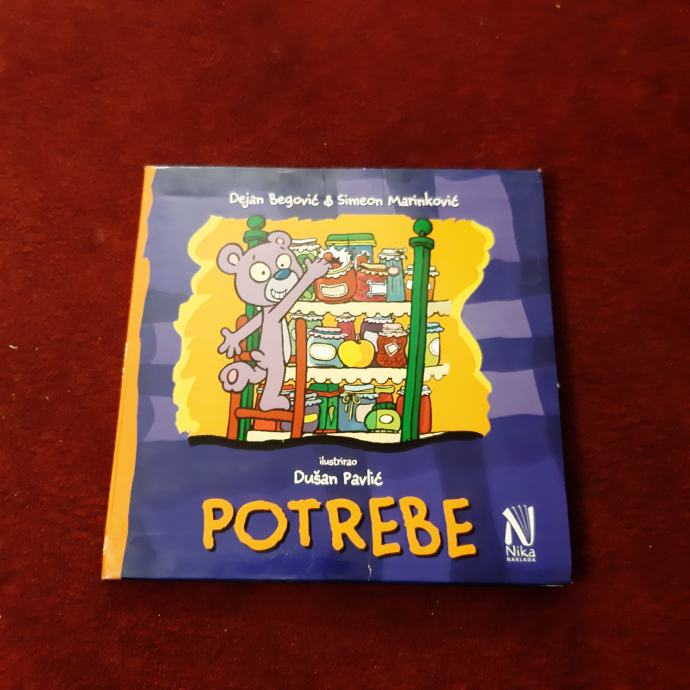 Dejan Begović & Simeon Marinković
ilustrirao
Dušan Pavlić
POTREBE
N
Nika
NAKLADA